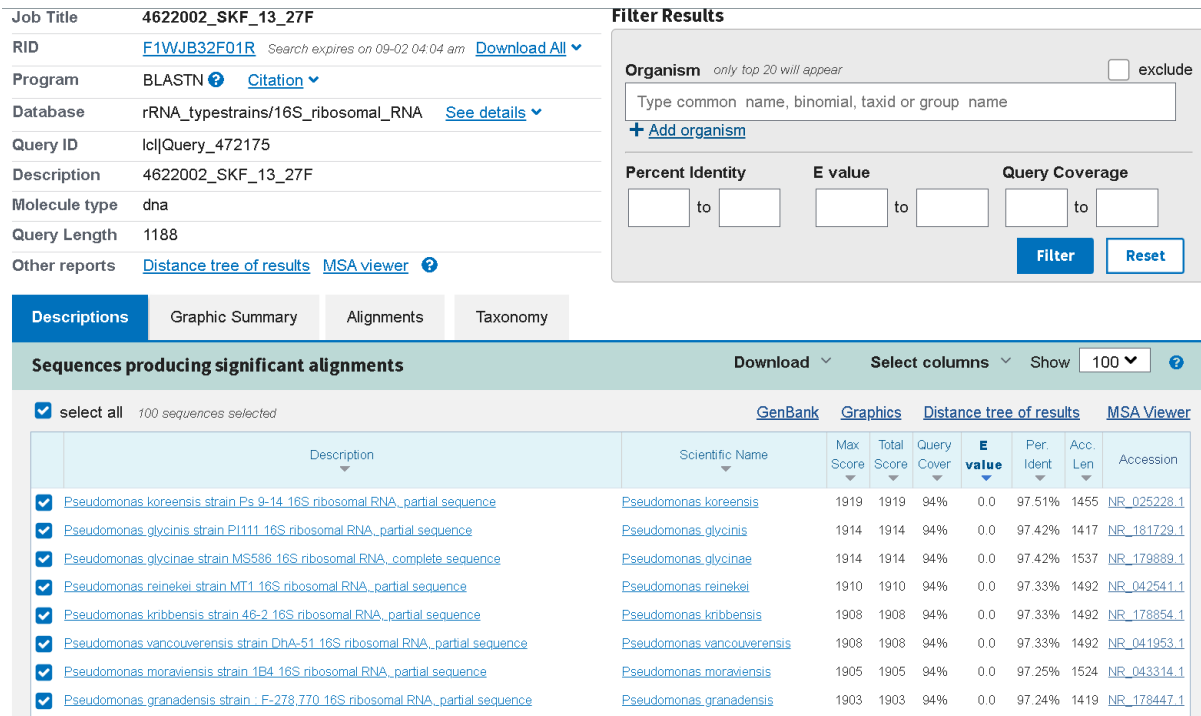 Job Title 4622002_SKF_13_27F
RID F1WJB32F01R Search expires on 09-02 04:04 am Download All
Program BLASTN ? Citation
Database rRNA_typestrains/16S_ribosomal_RNA See details
Query ID lcl|Query_472175
Description 4622002_SKF_13_27F
Molecule type dna
Query Length 1188
Other reports Distance tree of results MSA viewer ?
Filter Results
Organism only top 20 will appear exclude
Type common name, binomial, taxid or group name
+ Add organism
Percent Identity E value Query Coverage
to to to
Filter Reset
Descriptions Graphic Summary Alignments Taxonomy
Sequences producing significant alignments Download Select columns Show 100 ?
select all 100 sequences selected GenBank Graphics Distance tree of results MSA Viewer
Description Scientific Name Max Score Total Score Query Cover E value Per. Ident Acc. Len Accession
Pseudomonas koreensis strain Ps 9-14 16S ribosomal RNA, partial sequence Pseudomonas koreensis 1919 1919 94% 0.0 97.51% 1455 NR_025228.1
Pseudomonas glycinis strain PI111 16S ribosomal RNA, partial sequence Pseudomonas glycinis 1914 1914 94% 0.0 97.42% 1417 NR_181729.1
Pseudomonas glycinae strain MS586 16S ribosomal RNA, complete sequence Pseudomonas glycinae 1914 1914 94% 0.0 97.42% 1537 NR_179889.1
Pseudomonas reinekei strain MT1 16S ribosomal RNA, partial sequence Pseudomonas reinekei 1910 1910 94% 0.0 97.33% 1492 NR_042541.1
Pseudomonas kribbensis strain 46-2 16S ribosomal RNA, partial sequence Pseudomonas kribbensis 1908 1908 94% 0.0 97.33% 1492 NR_178854.1
Pseudomonas vancouverensis strain DhA-51 16S ribosomal RNA, partial sequence Pseudomonas vancouverensis 1908 1908 94% 0.0 97.33% 1492 NR_041953.1
Pseudomonas moraviensis strain 1B4 16S ribosomal RNA, partial sequence Pseudomonas moraviensis 1905 1905 94% 0.0 97.25% 1524 NR_043314.1
Pseudomonas granadensis strain : F-278,770 16S ribosomal RNA, partial sequence Pseudomonas granadensis 1903 1903 94% 0.0 97.24% 1419 NR_178447.1